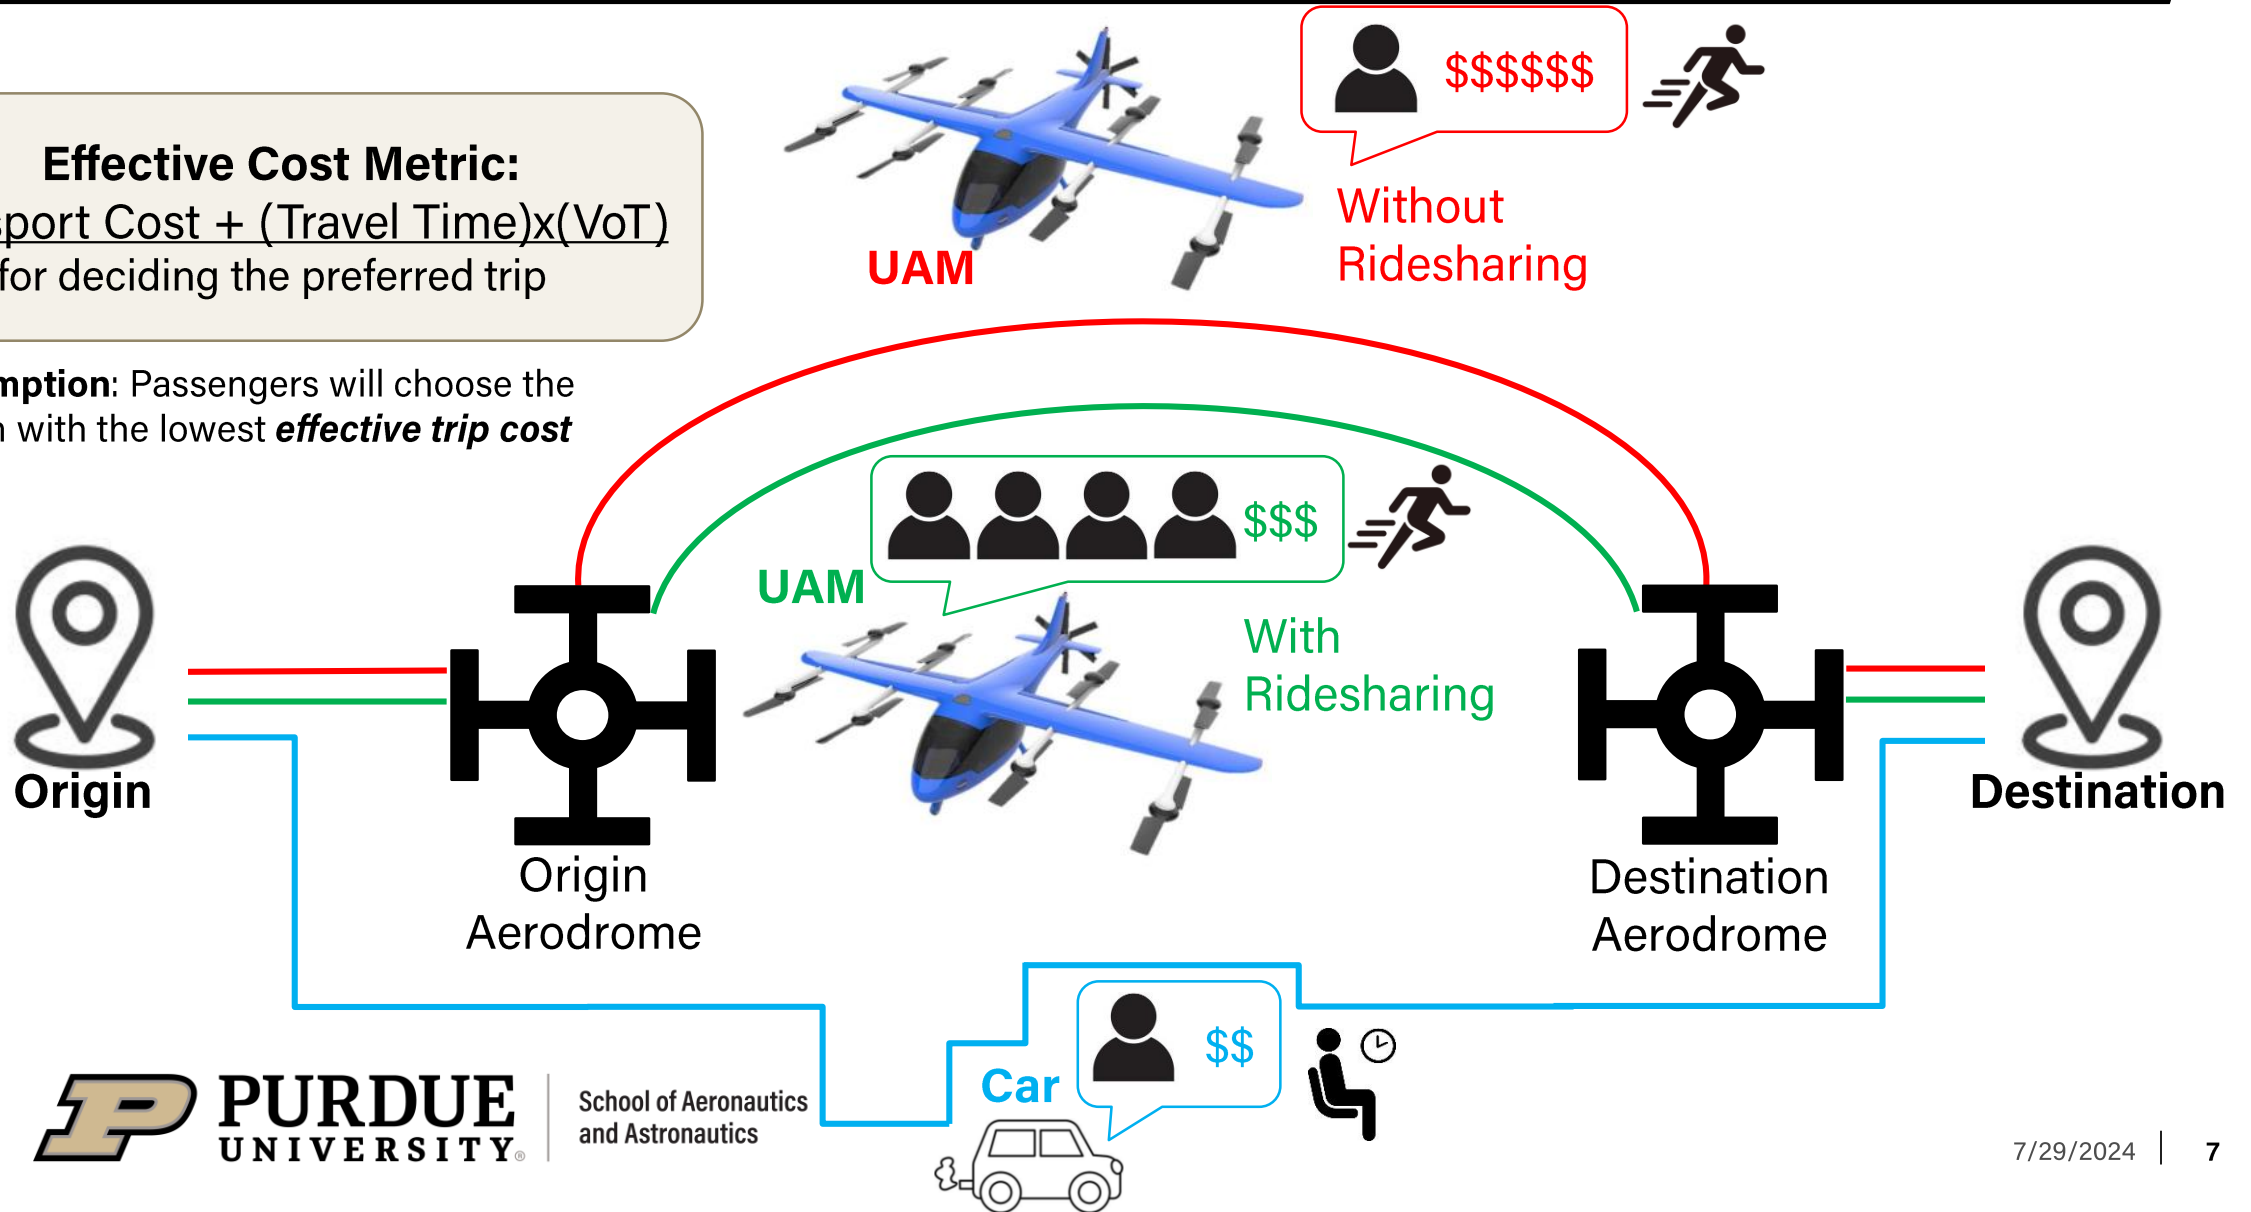 $$$$$$
Effective Cost Metric:
sport Cost + (Travel Time)x(VoT)
for deciding the preferred trip
Without
Ridesharing
UAM
mption: Passengers will choose the
n with the lowest effective trip cost
$$$
UAM
With
Ridesharing
Origin
Destination
Origin
Aerodrome
Destination
Aerodrome
$$
Car
PURDUE
UNIVERSITY®
School of Aeronautics
and Astronautics
7/29/2024
7